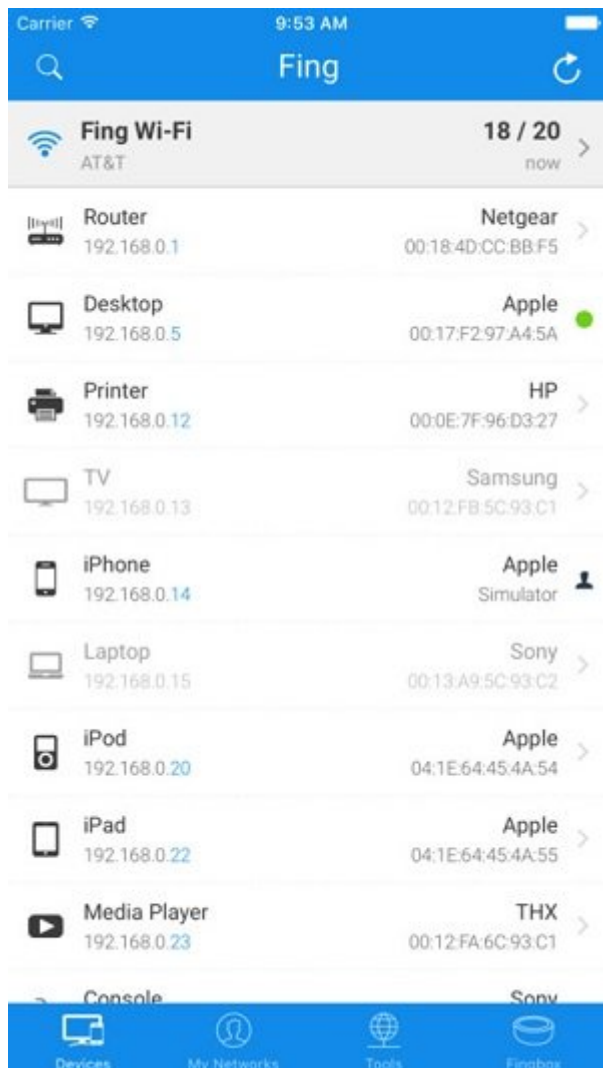 Carrier 9:53 AM
Fing
Fing Wi-Fi 18 / 20
AT&T now
Router Netgear
192.168.0.1 00:18:4D:CC:BB:F5
Desktop Apple
192.168.0.5 00:17:F2:97:A4:5A
Printer HP
192.168.0.12 00:0E:7F:96:D3:27
TV Samsung
192.168.0.13 00:12:FB:5C:93:C1
iPhone Apple
192.168.0.14 Simulator
Laptop Sony
192.168.0.15 00:13:A9:5C:93:C2
iPod Apple
192.168.0.20 04:1E:64:45:4A:54
iPad Apple
192.168.0.22 04:1E:64:45:4A:55
Media Player THX
192.168.0.23 00:12:FA:6C:93:C1
Console Sony
Devices My Networks Tools Fingbox